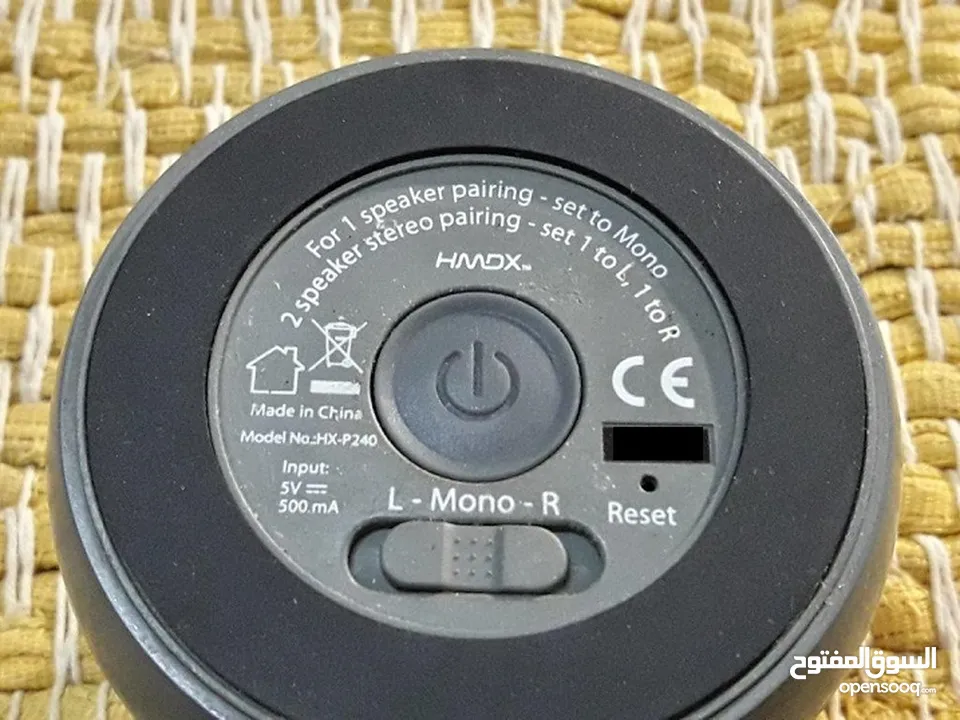 For 1 speaker pairing - set to Mono
2 speaker stereo pairing - set 1 to L, 1 to R
HMDX™
CE
Made in China
Model No.:HX-P240
Input:
5V
500 mA
L - Mono - R
Reset
السوق المفتوح
opensooq.com